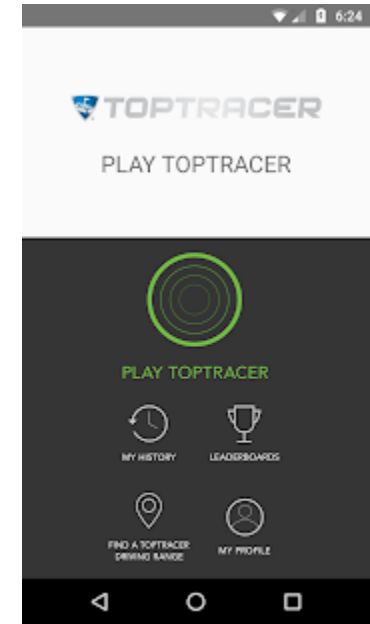 6:24
TOPTRACER
PLAY TOPTRACER
PLAY TOPTRACER
MY HISTORY
LEADERBOARDS
FIND A TOPTRACER
DRIVING RANGE
MY PROFILE